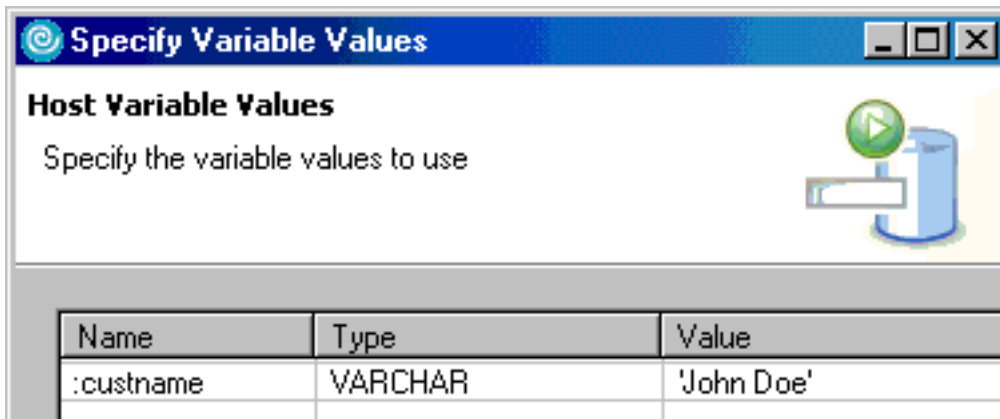 Specify Variable Values
Host Variable Values
Specify the variable values to use
Name Type Value
:custname VARCHAR 'John Doe'